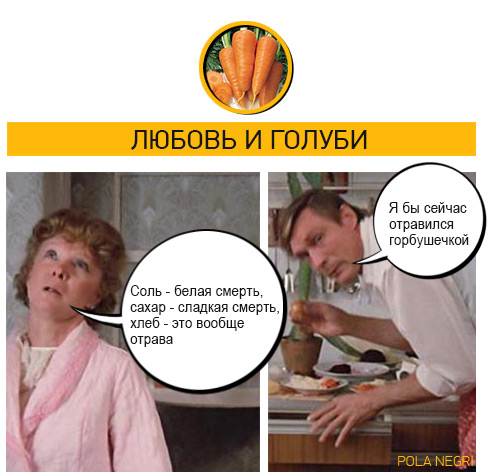 ЛЮБОВЬ И ГОЛУБИ
Соль - белая смерть,
сахар - сладкая смерть,
хлеб - это вообще
отрава
Я бы сейчас
отравился
горбушечкой
POLA NEGRI